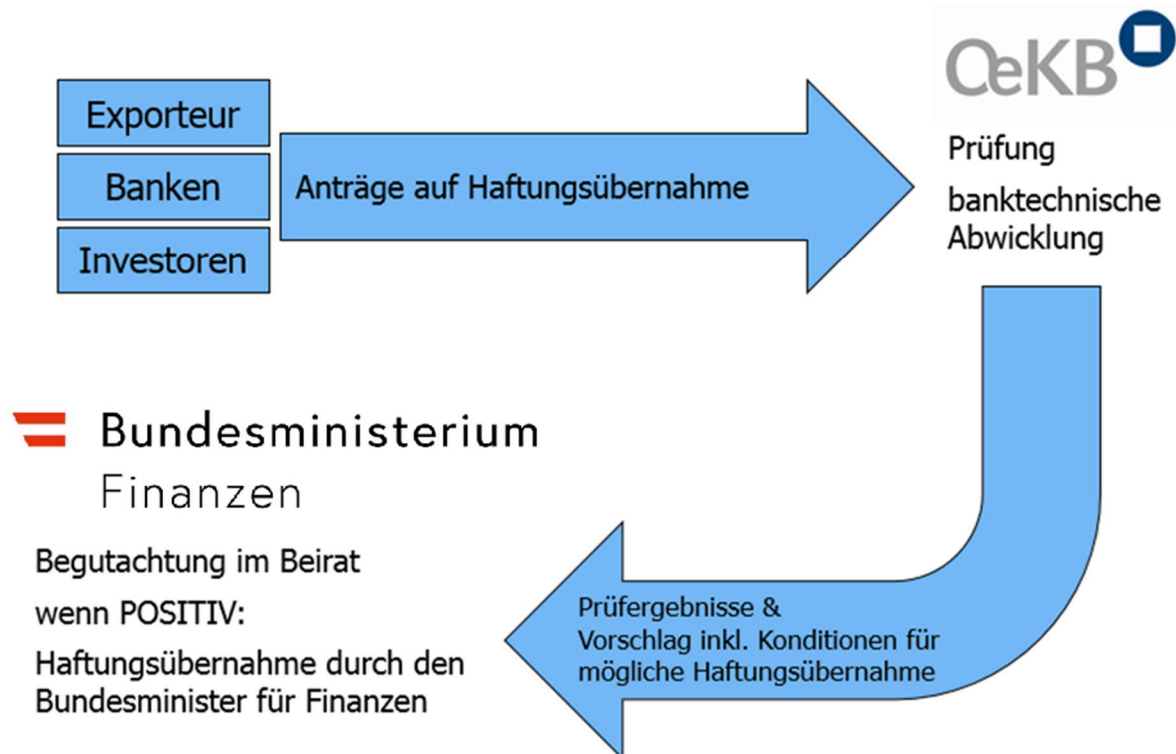 OeKB
Exporteur
Banken
Investoren
Anträge auf Haftungsübernahme
Prüfung
banktechnische
Abwicklung
Bundesministerium
Finanzen
Begutachtung im Beirat
wenn POSITIV:
Haftungsübernahme durch den
Bundesminister für Finanzen
Prüfergebnisse &
Vorschlag inkl. Konditionen für
mögliche Haftungsübernahme